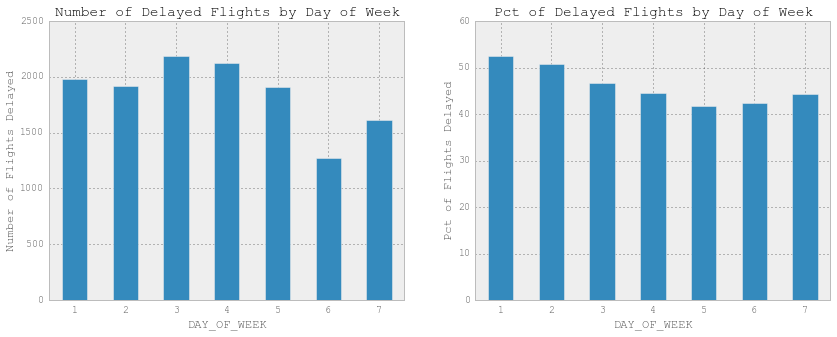 Number of Delayed Flights by Day of Week
Number of Flights Delayed
2500
2000
1500
1000
500
0
1 2 3 4 5 6 7
DAY_OF_WEEK
Pct of Delayed Flights by Day of Week
Pct of Flights Delayed
60
50
40
30
20
10
0
1 2 3 4 5 6 7
DAY_OF_WEEK